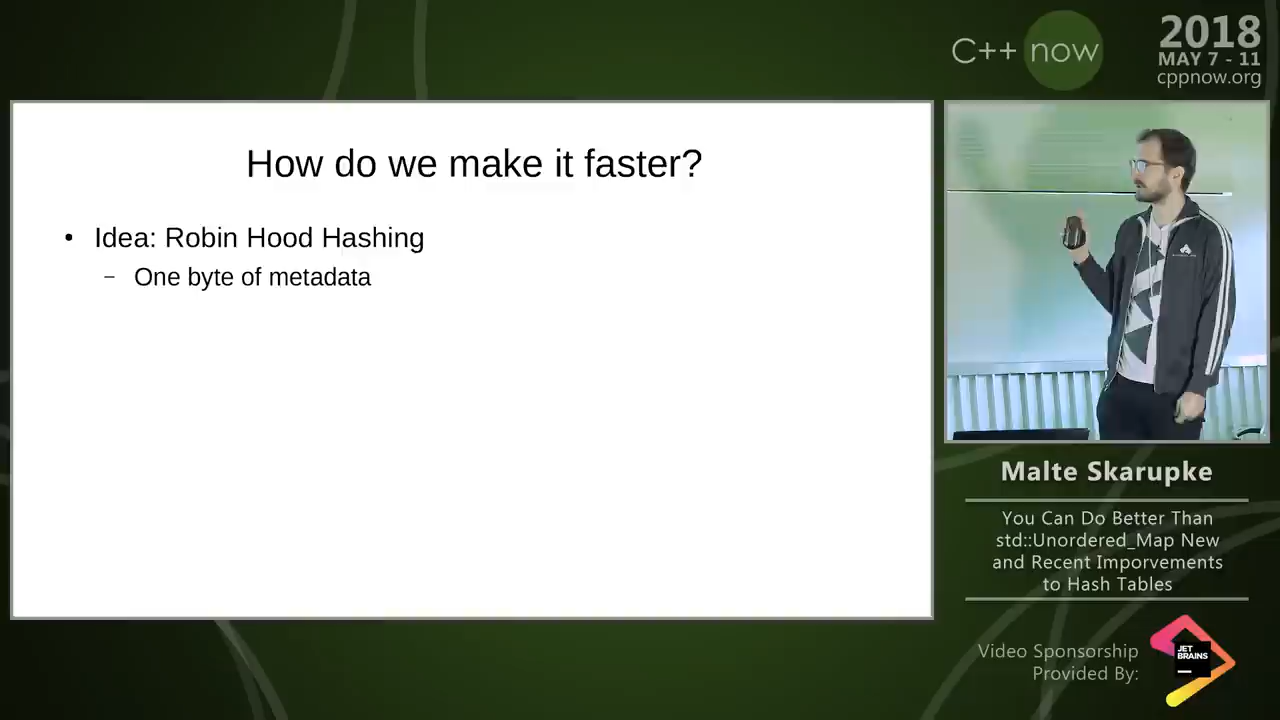 C++ now
2018
MAY 7 - 11
cppnow.org
How do we make it faster?
• Idea: Robin Hood Hashing
– One byte of metadata
Malte Skarupke
You Can Do Better Than
std::Unordered_Map New
and Recent Imporvements
to Hash Tables
Video Sponsorship
Provided By:
JET
BRAINS